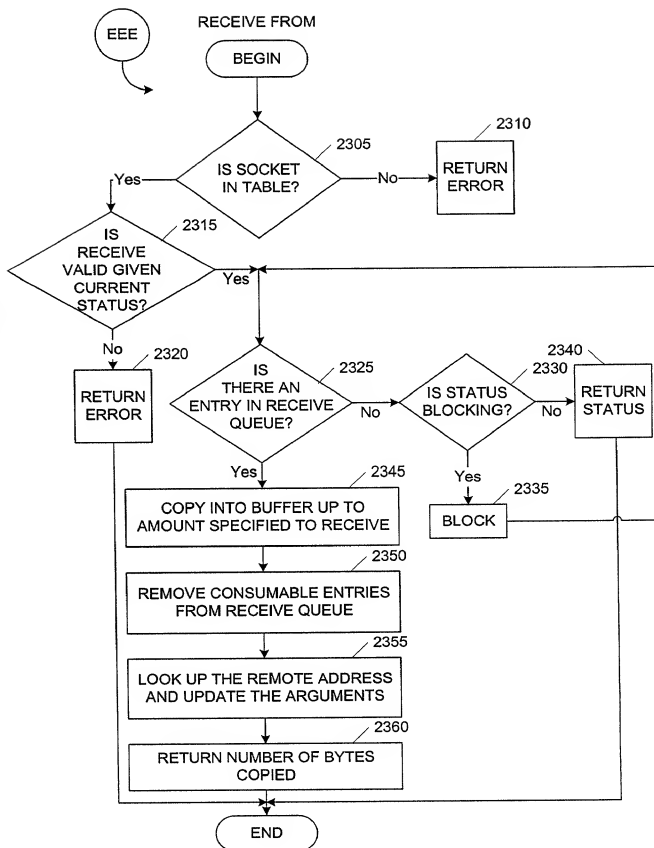 EEE
RECEIVE FROM
BEGIN
2305
IS SOCKET
IN TABLE?
Yes
No
2310
RETURN
ERROR
2315
IS
RECEIVE
VALID GIVEN
CURRENT
STATUS?
Yes
No
2320
RETURN
ERROR
2325
IS
THERE AN
ENTRY IN RECEIVE
QUEUE?
No
Yes
2330
IS STATUS
BLOCKING?
No
Yes
2340
RETURN
STATUS
2335
BLOCK
2345
COPY INTO BUFFER UP TO
AMOUNT SPECIFIED TO RECEIVE
2350
REMOVE CONSUMABLE ENTRIES
FROM RECEIVE QUEUE
2355
LOOK UP THE REMOTE ADDRESS
AND UPDATE THE ARGUMENTS
2360
RETURN NUMBER OF BYTES
COPIED
END